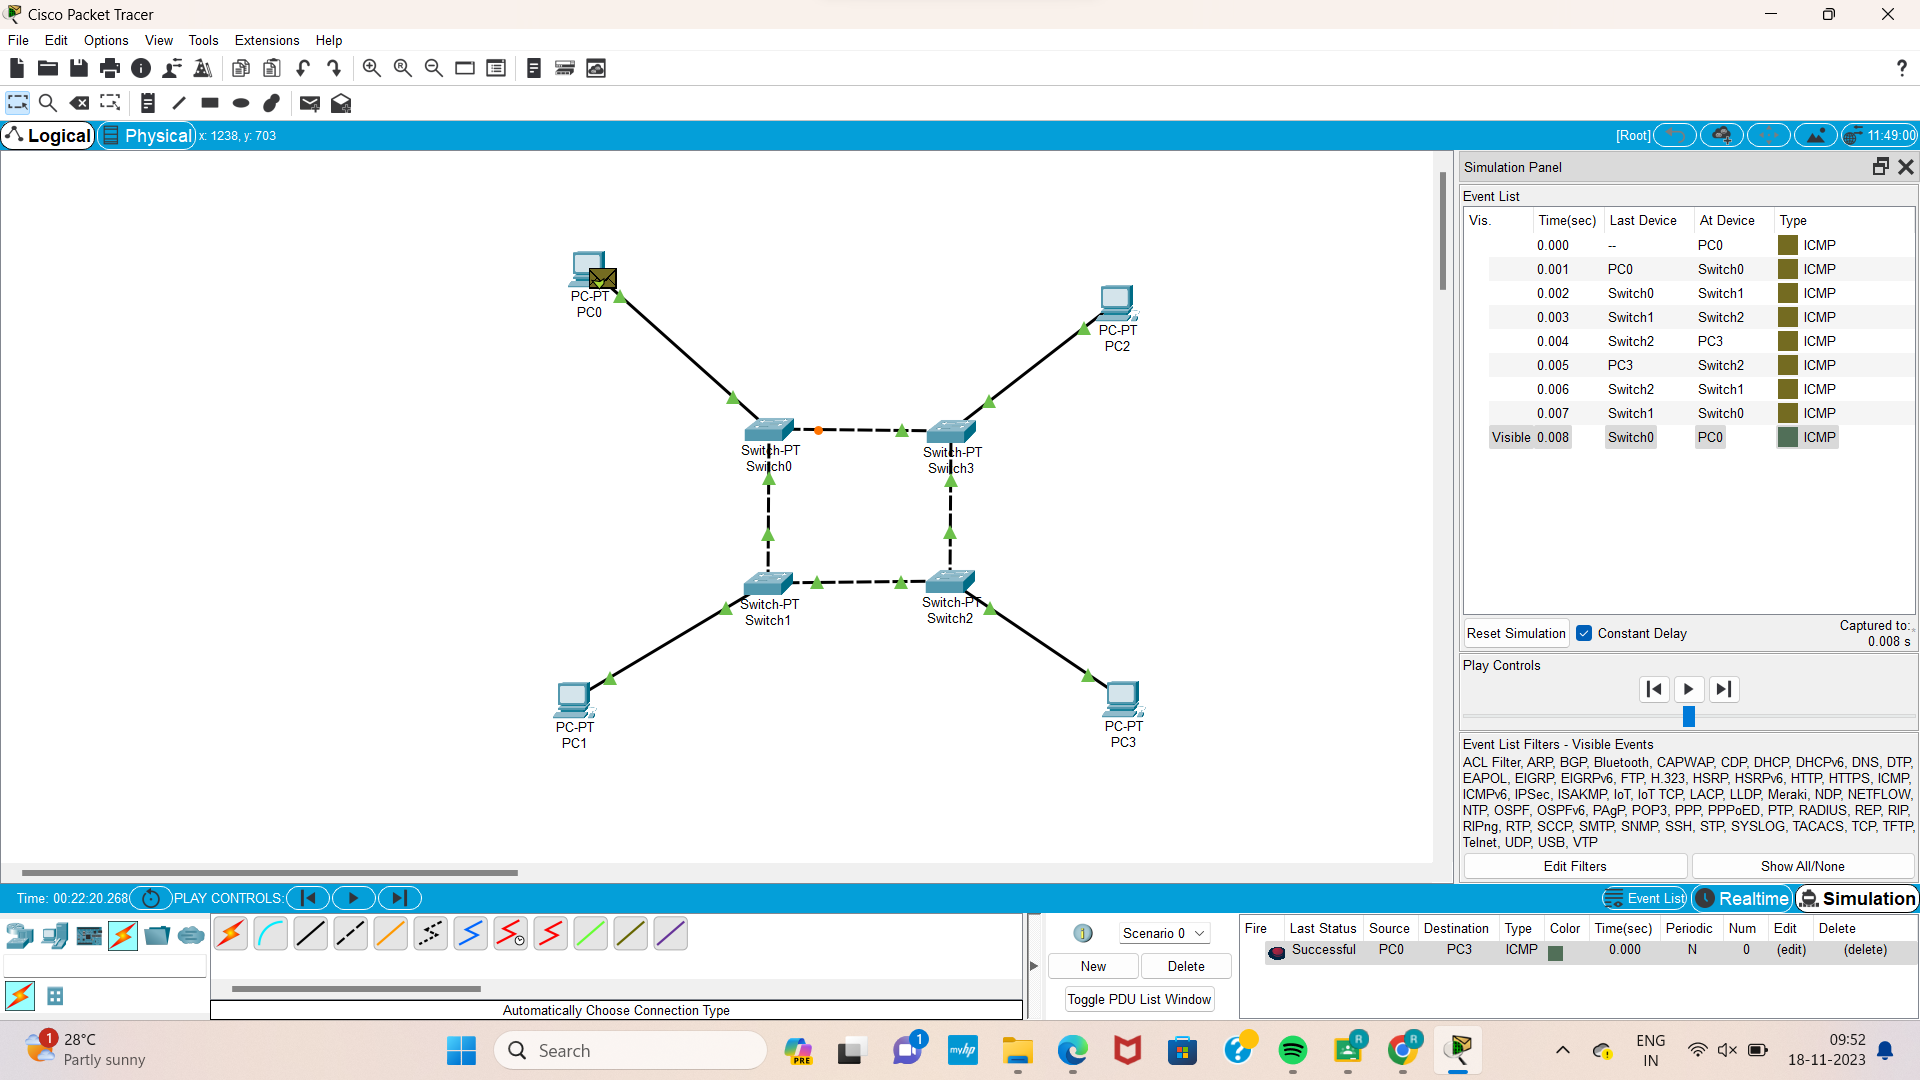 Cisco Packet Tracer
File Edit Options View Tools Extensions Help
?
Logical Physical x: 1238, y: 703 [Root] 11:49:00
PC-PT
PC0
PC-PT
PC2
Switch-PT
Switch0
Switch-PT
Switch3
Switch-PT
Switch1
Switch-PT
Switch2
PC-PT
PC1
PC-PT
PC3
Simulation Panel
Event List
Vis. Time(sec) Last Device At Device Type
0.000 -- PC0 ICMP
0.001 PC0 Switch0 ICMP
0.002 Switch0 Switch1 ICMP
0.003 Switch1 Switch2 ICMP
0.004 Switch2 PC3 ICMP
0.005 PC3 Switch2 ICMP
0.006 Switch2 Switch1 ICMP
0.007 Switch1 Switch0 ICMP
Visible 0.008 Switch0 PC0 ICMP
Reset Simulation Constant Delay Captured to:
0.008 s
Play Controls
Event List Filters - Visible Events
ACL Filter, ARP, BGP, Bluetooth, CAPWAP, CDP, DHCP, DHCPv6, DNS, DTP,
EAPOL, EIGRP, EIGRPv6, FTP, H.323, HSRP, HSRPv6, HTTP, HTTPS, ICMP,
ICMPv6, IPSec, ISAKMP, IoT, IoT TCP, LACP, LLDP, Meraki, NDP, NETFLOW,
NTP, OSPF, OSPFv6, PAgP, POP3, PPP, PPPoED, PTP, RADIUS, REP, RIP,
RIPng, RTP, SCCP, SMTP, SNMP, SSH, STP, SYSLOG, TACACS, TCP, TFTP,
Telnet, UDP, USB, VTP
Edit Filters Show All/None
Time: 00:22:20.268 PLAY CONTROLS: Event List Realtime Simulation
Automatically Choose Connection Type
1 Scenario 0
New Delete
Toggle PDU List Window
Fire Last Status Source Destination Type Color Time(sec) Periodic Num Edit Delete
Successful PC0 PC3 ICMP 0.000 N 0 (edit) (delete)
1 28°C
Partly sunny
Search
PRE
1
myhp
R
R
ENG
IN
09:52
18-11-2023